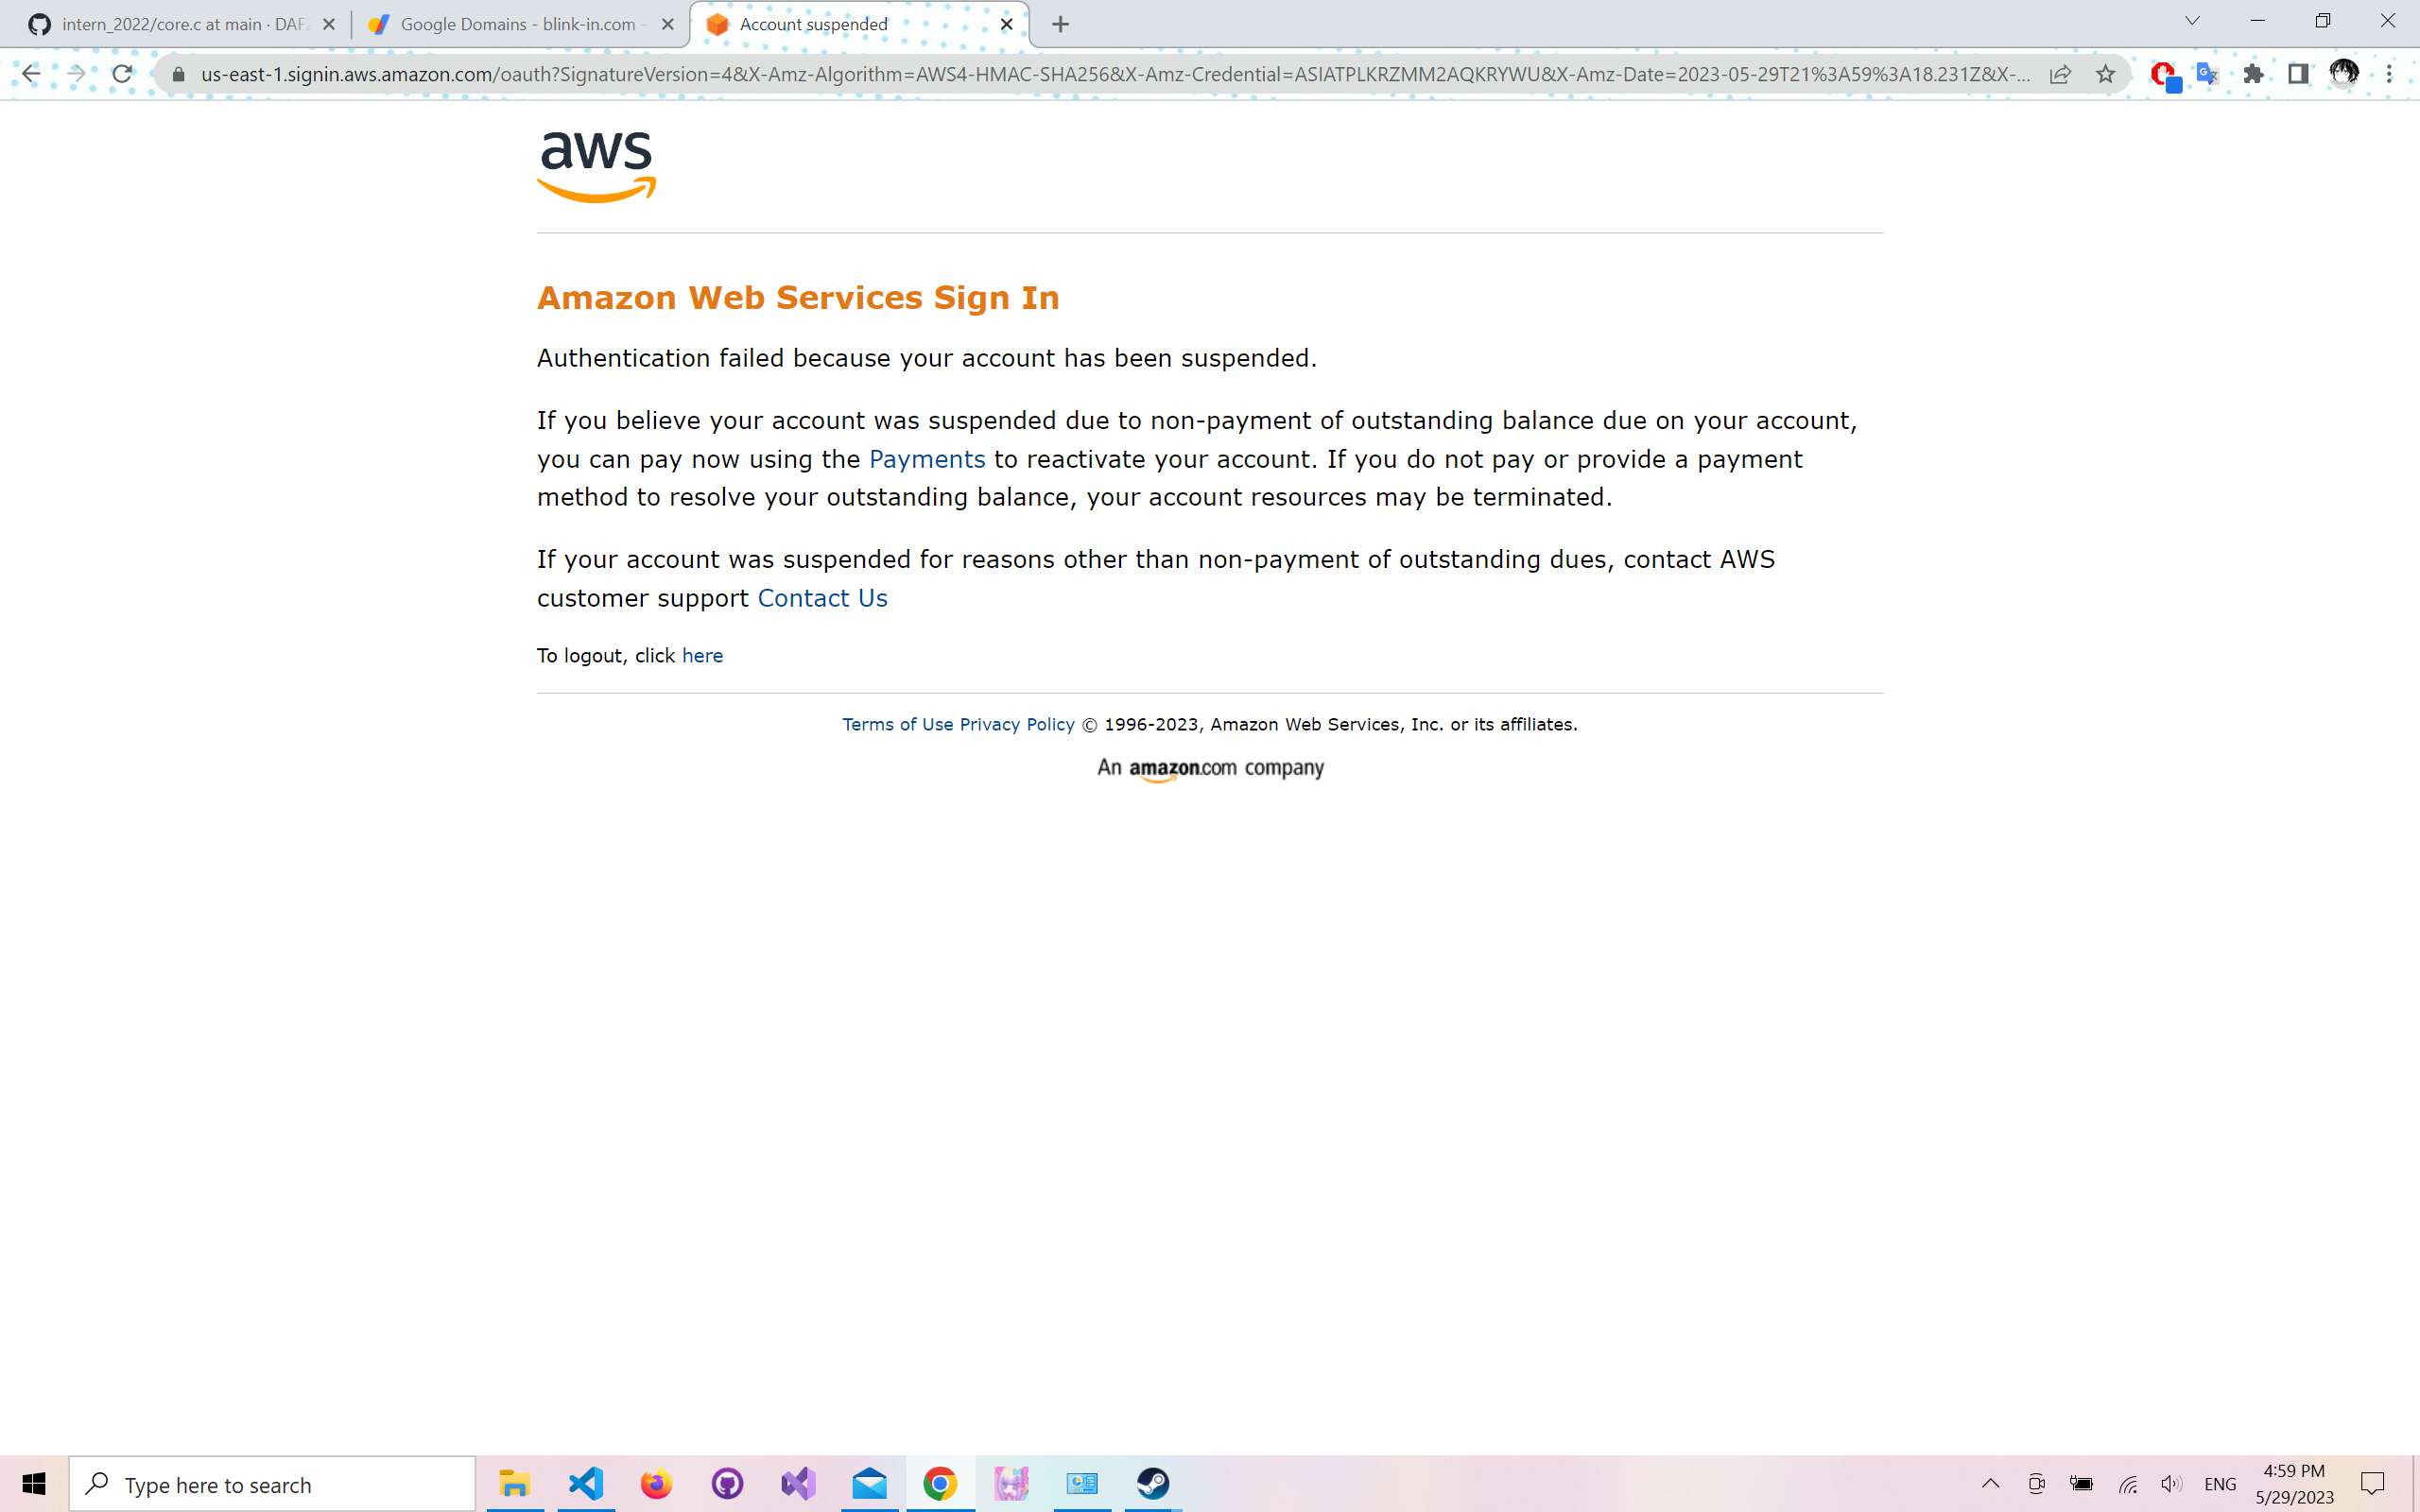 intern_2022/core.c at main · DAF
Google Domains - blink-in.com -
Account suspended
us-east-1.signin.aws.amazon.com/oauth?SignatureVersion=4&X-Amz-Algorithm=AWS4-HMAC-SHA256&X-Amz-Credential=ASIATPLKRZMM2AQKRYWU&X-Amz-Date=2023-05-29T21%3A59%3A18.231Z&X-...
aws
Amazon Web Services Sign In
Authentication failed because your account has been suspended.
If you believe your account was suspended due to non-payment of outstanding balance due on your account,
you can pay now using the Payments to reactivate your account. If you do not pay or provide a payment
method to resolve your outstanding balance, your account resources may be terminated.
If your account was suspended for reasons other than non-payment of outstanding dues, contact AWS
customer support Contact Us
To logout, click here
Terms of Use Privacy Policy © 1996-2023, Amazon Web Services, Inc. or its affiliates.
An amazon.com company
Type here to search
ENG
4:59 PM
5/29/2023